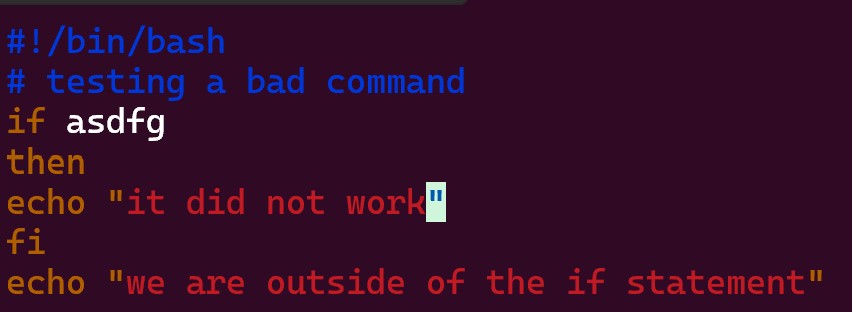 #!/bin/bash
# testing a bad command
if asdfg
then
echo "it did not work"
fi
echo "we are outside of the if statement"